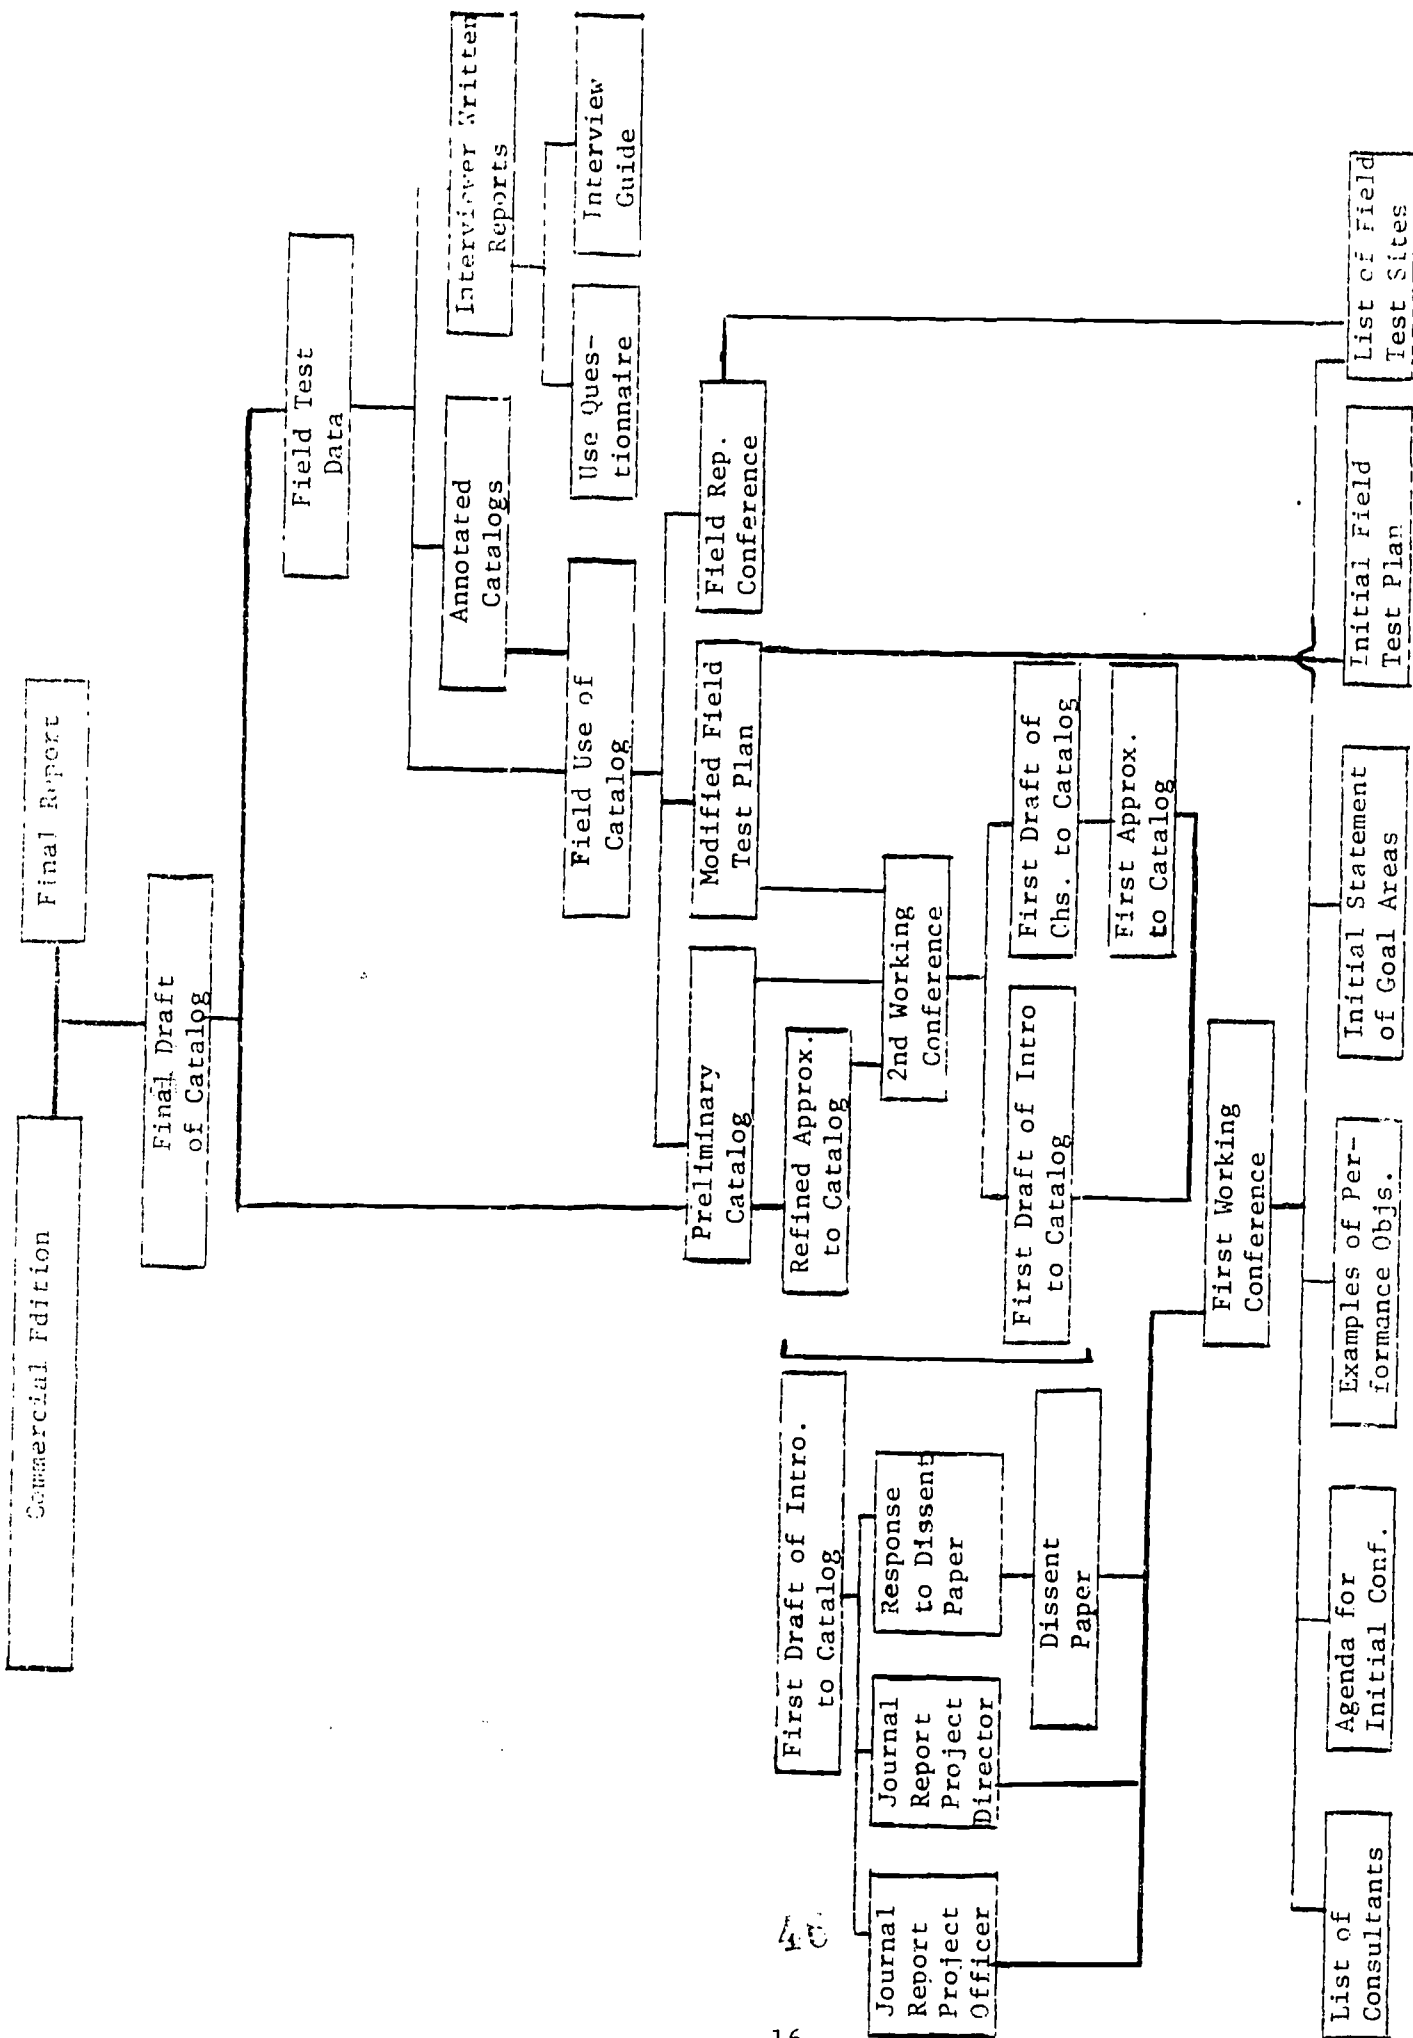 Commercial Edition
Final Report
Final Draft
of Catalog
Field Test
Data
Annotated
Catalogs
Interviewer Written
Reports
Field Use of
Catalog
Use Ques-
tionnaire
Interview
Guide
Preliminary
Catalog
Modified Field
Test Plan
Field Rep.
Conference
First Draft of Intro.
to Catalog
Refined Approx.
to Catalog
2nd Working
Conference
Journal
Report
Project
Officer
Journal
Report
Project
Director
Response
to Dissent
Paper
Dissent
Paper
First Draft of Intro
to Catalog
First Draft of
Chs. to Catalog
First Approx.
to Catalog
First Working
Conference
List of
Consultants
Agenda for
Initial Conf.
Examples of Per-
formance Objs.
Initial Statement
of Goal Areas
Initial Field
Test Plan
List of Field
Test Sites
16